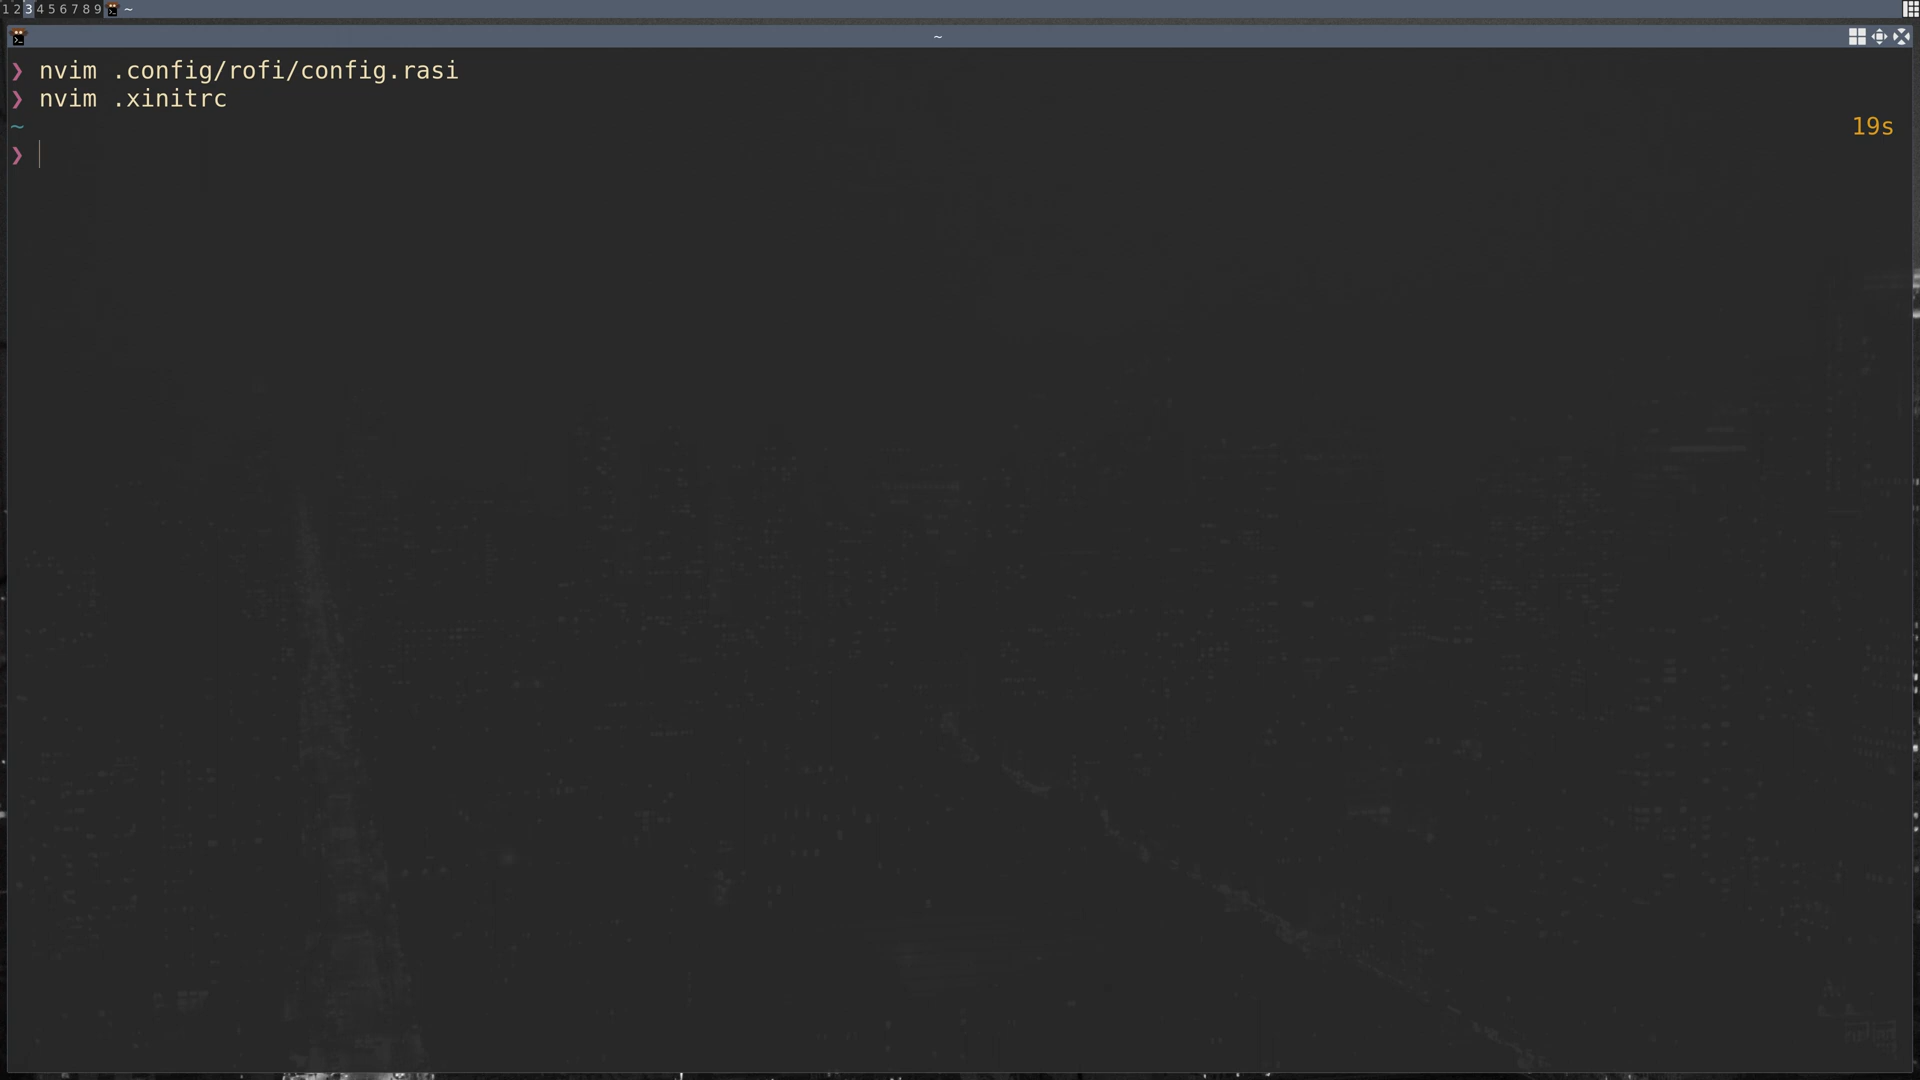 1 2 3 4 5 6 7 8 9 ~
~
❯ nvim .config/rofi/config.rasi
❯ nvim .xinitrc
~ 19s
❯